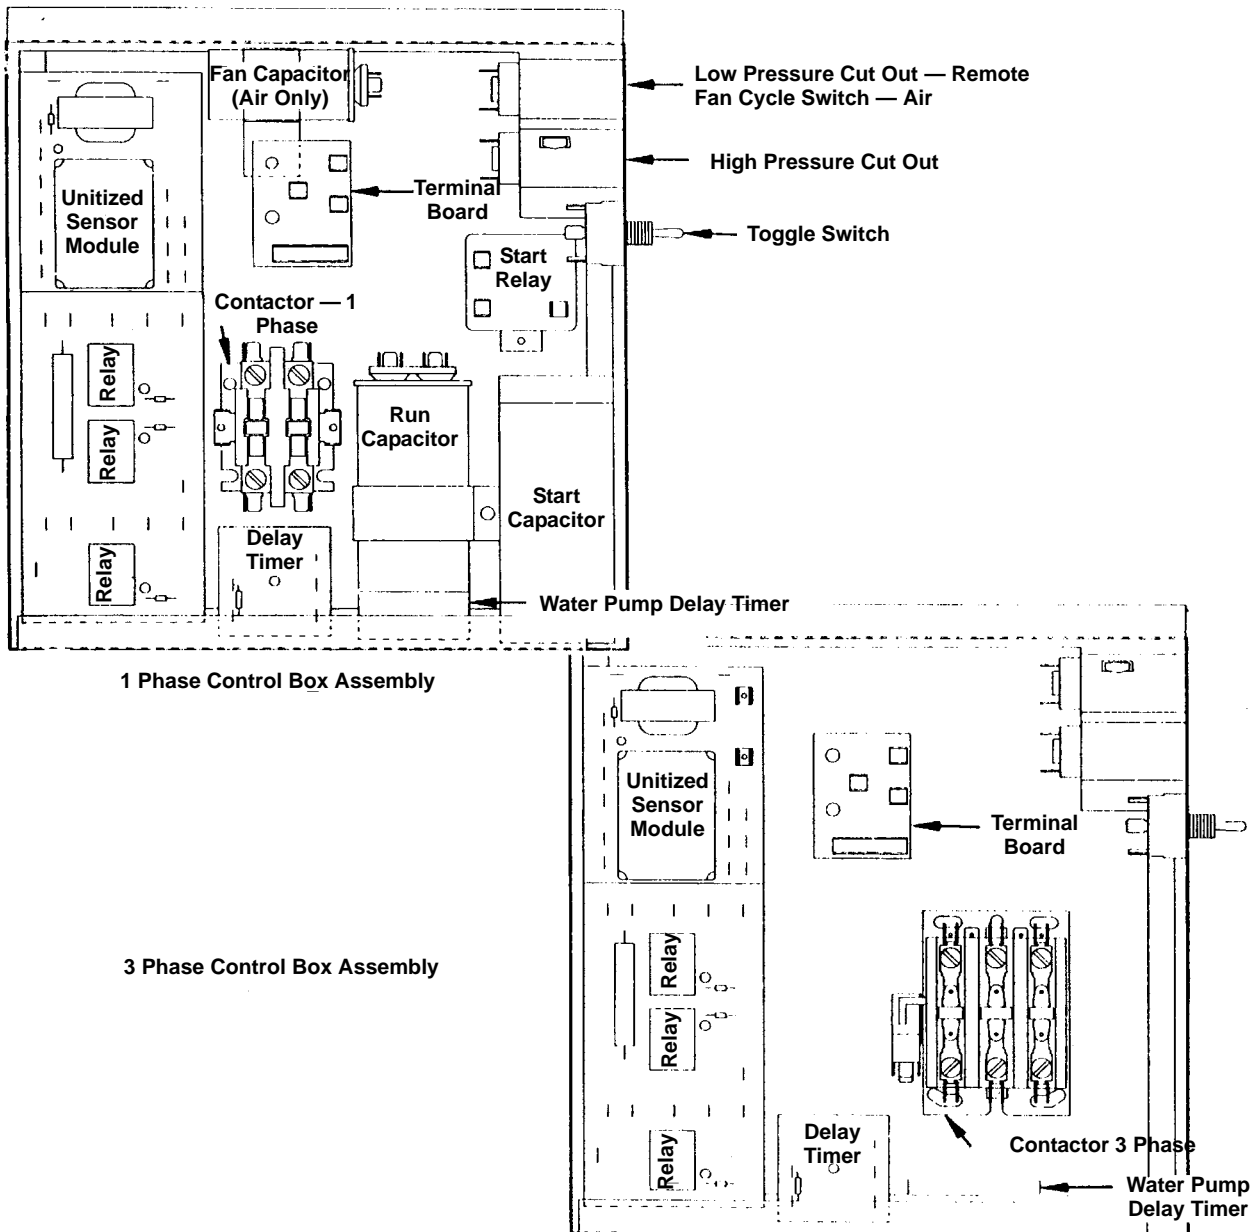 Fan Capacitor
(Air Only)
Low Pressure Cut Out — Remote
Fan Cycle Switch — Air
High Pressure Cut Out
Unitized
Sensor
Module
Terminal
Board
Toggle Switch
Start
Relay
Contactor — 1
Phase
Relay
Relay
Run
Capacitor
Start
Capacitor
Delay
Timer
Relay
Water Pump Delay Timer
1 Phase Control Box Assembly
Unitized
Sensor
Module
Terminal
Board
3 Phase Control Box Assembly
Relay
Relay
Delay
Timer
Relay
Contactor 3 Phase
Water Pump
Delay Timer